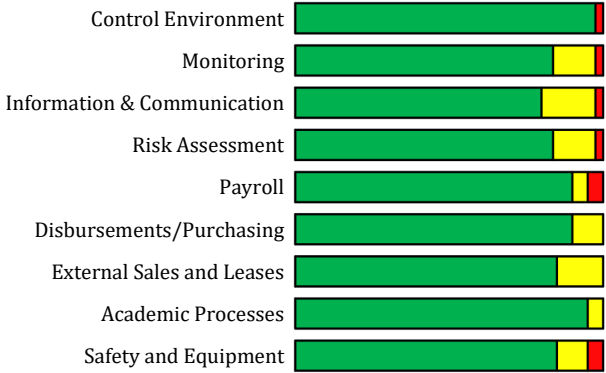 Control Environment
Monitoring
Information & Communication
Risk Assessment
Payroll
Disbursements/Purchasing
External Sales and Leases
Academic Processes
Safety and Equipment